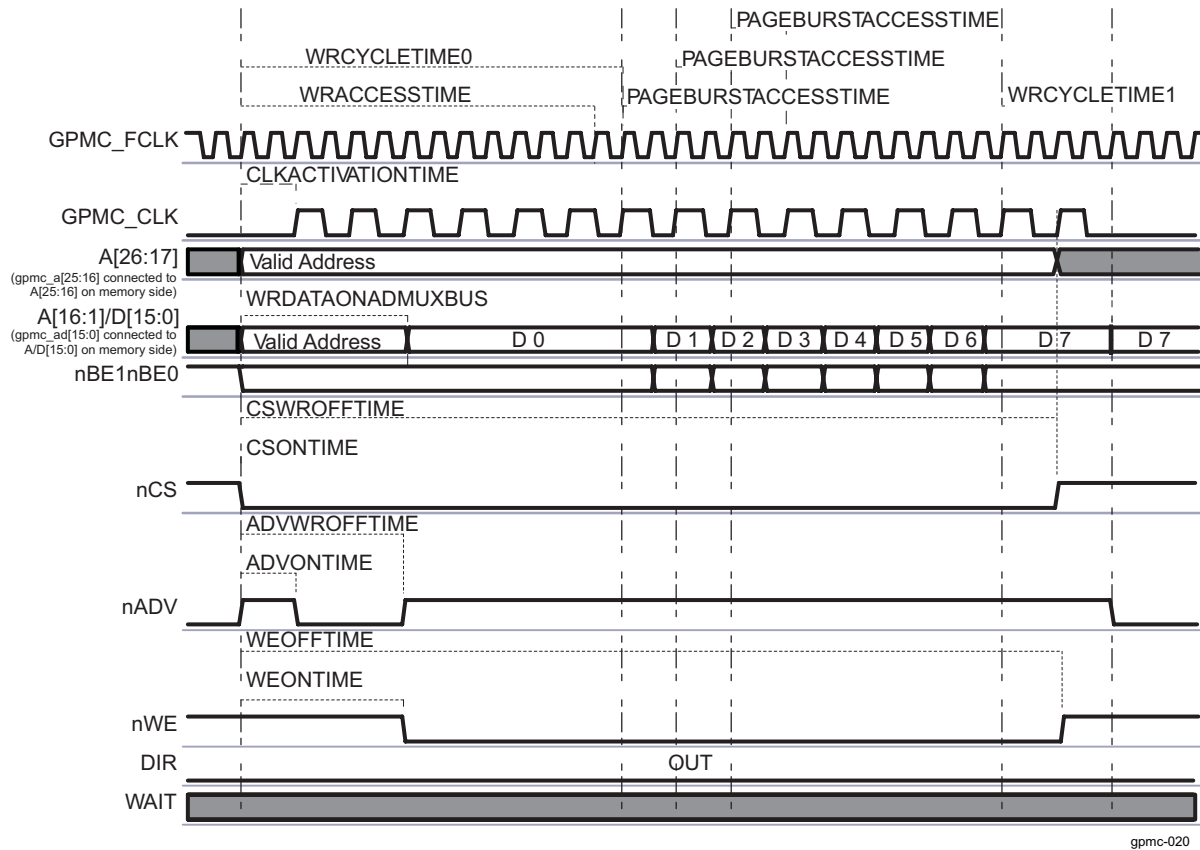 PAGEBURSTACCESSTIME
WRCYCLETIME0
PAGEBURSTACCESSTIME
WRACCESSTIME
PAGEBURSTACCESSTIME
WRCYCLETIME1
GPMC_FCLK
CLKACTIVATIONTIME
GPMC_CLK
A[26:17]
(gpmc_a[25:16] connected to
A[25:16] on memory side)
Valid Address
WRDATAONADMUXBUS
A[16:1]/D[15:0]
(gpmc_ad[15:0] connected to
A/D[15:0] on memory side)
Valid Address D 0 D 1 D 2 D 3 D 4 D 5 D 6 D 7 D 7
nBE1nBE0
CSWROFFTIME
CSONTIME
nCS
ADVWROFFTIME
ADVONTIME
nADV
WEOFFTIME
WEONTIME
nWE
DIR OUT
WAIT
gpmc-020